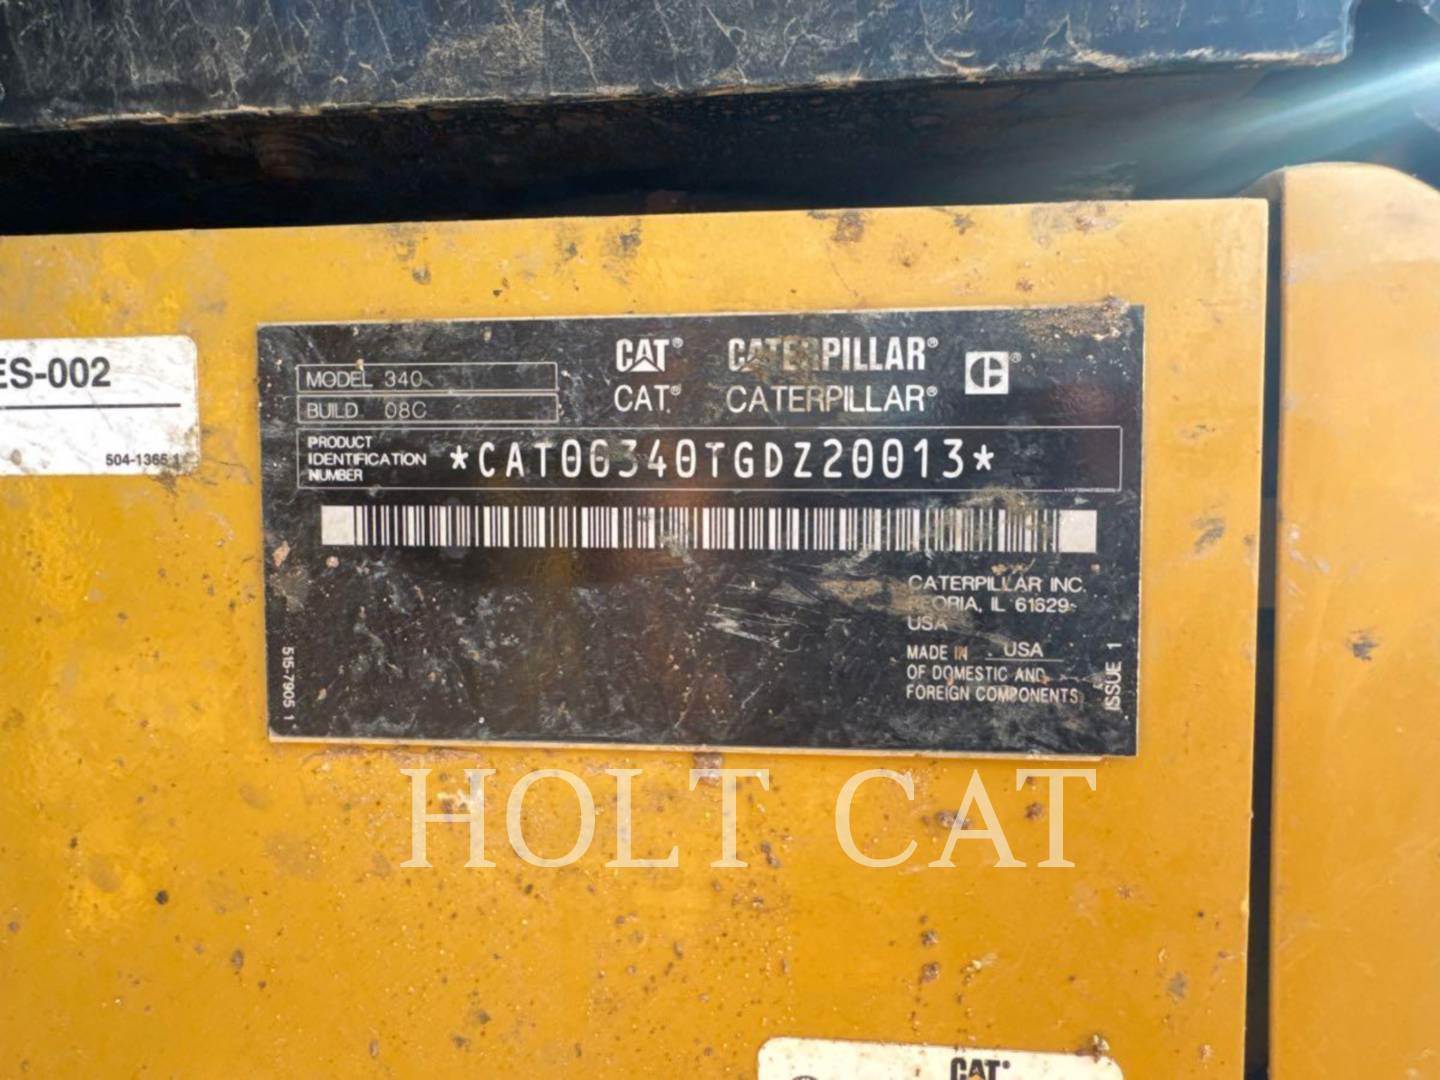 ES-002
504-1365 1
MODEL 340
BUILD 08C
CAT® CATERPILLAR® C®
CAT® CATERPILLAR®
PRODUCT
IDENTIFICATION
NUMBER
*CAT00340TGDZ20013*
CATERPILLAR INC.
PEORIA, IL 61629
USA
MADE IN USA
OF DOMESTIC AND
FOREIGN COMPONENTS
515-7905 1
ISSUE 1
HOLT CAT
CAT®